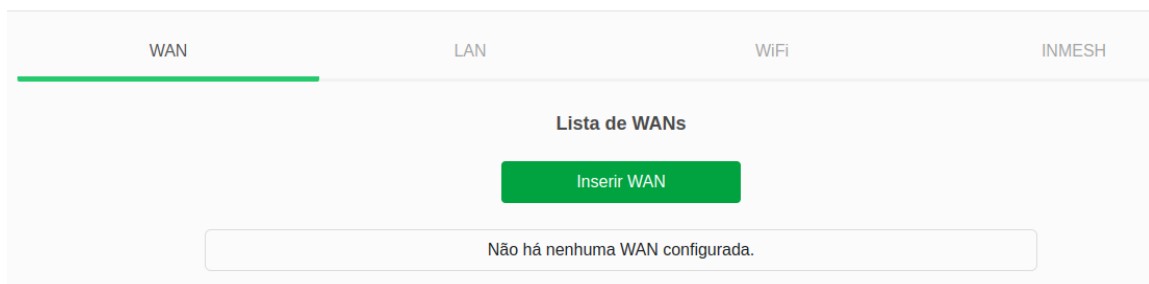 WAN LAN WiFi INMESH
Lista de WANs
Inserir WAN
Não há nenhuma WAN configurada.